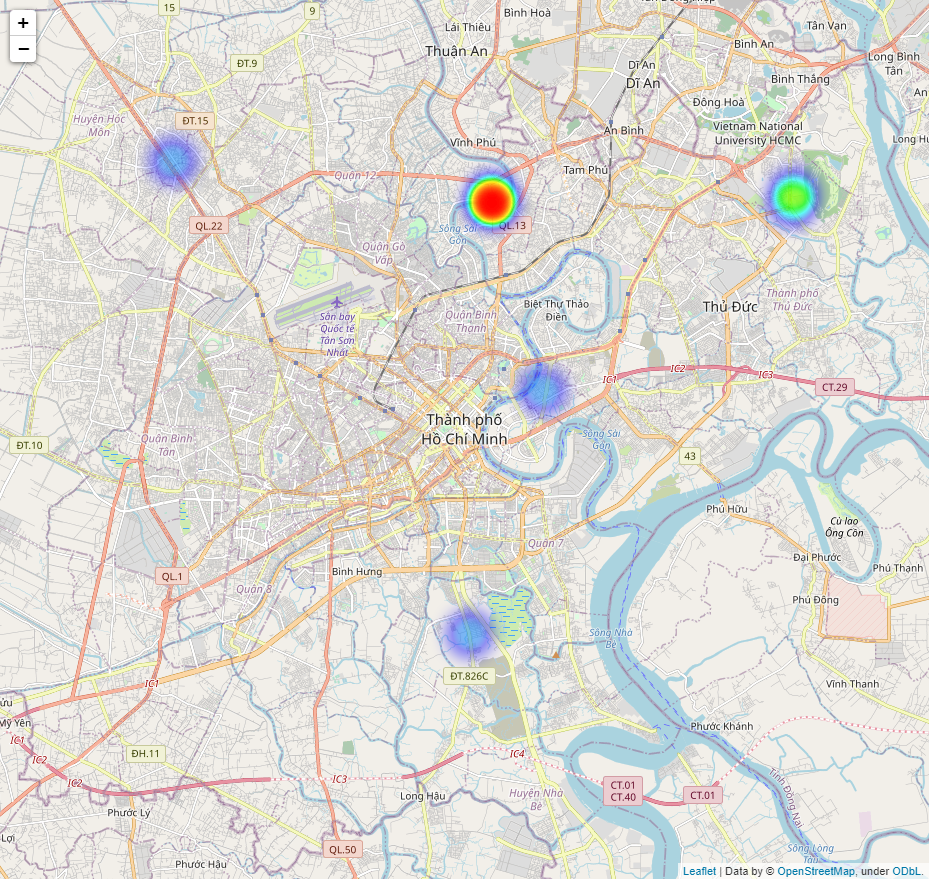 +
−
15
9
Bình Hoà
Tân Đông Hiệp
Tân Vạn
Lái Thiêu
Thuận An
Bình An
Long Bình
Tân
ĐT.9
Dĩ An
Dĩ An
Bình Thắng
An
Huyện Hóc
Môn
ĐT.15
Đông Hoà
Vĩnh Phú
An Bình
Vietnam National
University HCMC
Long Hưng
Tam Phu
Quận 12
QL.22
QL.13
Sông Sài
Gòn
Quận Gò
Vấp
Sân bay
Quốc tế
Tân Sơn
Nhất
Quận Bình
Thạnh
Biệt Thự Thảo
Điền
Thủ Đức
Thành phố
Thủ Đức
IC1
IC2
IC3
CT.29
Thành phố
Hồ Chí Minh
Sông Sài
Gòn
ĐT.10
Quận Bình
Tân
43
Phú Hữu
Cù lao
Ông Cồn
Quận 7
Đại Phước
Phú Thạnh
QL.1
Bình Hưng
Quận 8
Phú Đông
Sông Nhà
Bè
ĐT.826C
IC1
Vĩnh Thanh
Mỹ Yên
Phước Khánh
IC1
IC2
ĐH.11
IC4
IC2
IC3
CT.01
CT.40
CT.01
Long Hậu
Huyện Nhà
Bè
Phước Lý
Lợi
QL.50
Phước Hậu
Sông Lòng
Tàu
Leaflet | Data by © OpenStreetMap, under ODbL.